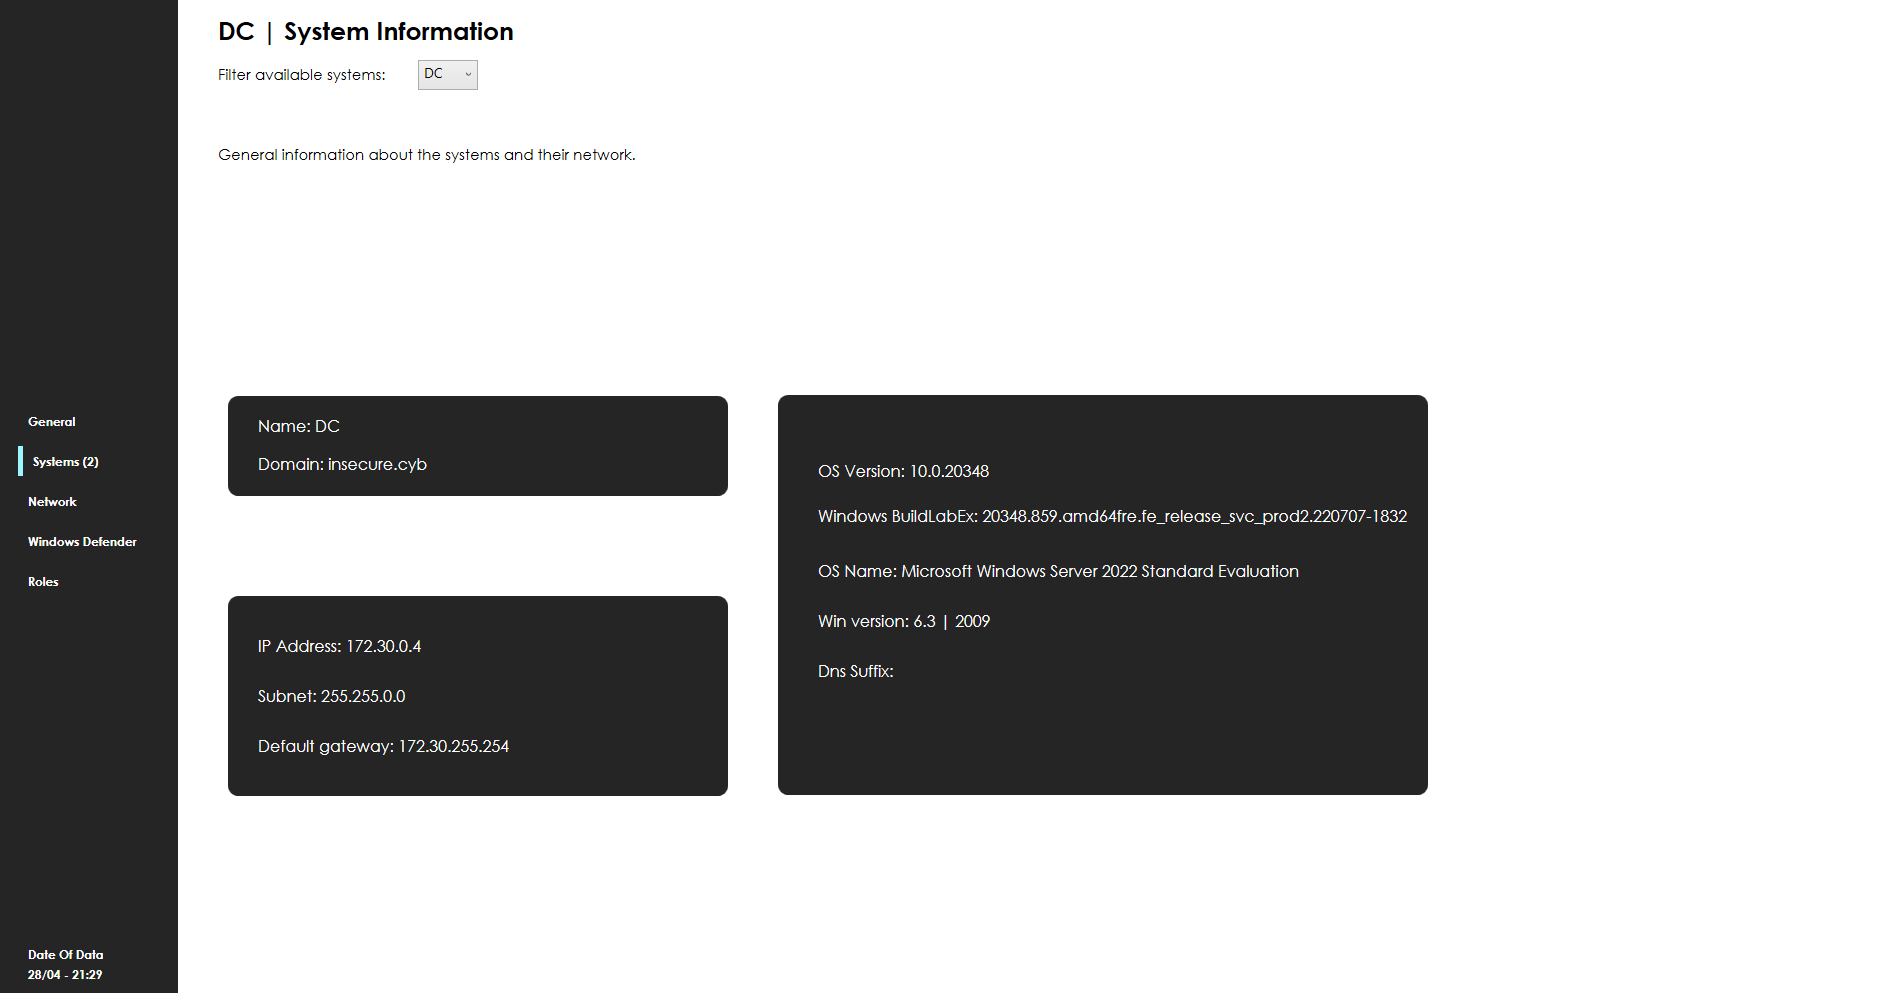 DC | System Information
Filter available systems:
DC
General information about the systems and their network.
General
Systems (2)
Network
Windows Defender
Roles
Date Of Data
28/04 - 21:29
Name: DC
Domain: insecure.cyb
IP Address: 172.30.0.4
Subnet: 255.255.0.0
Default gateway: 172.30.255.254
OS Version: 10.0.20348
Windows BuildLabEx: 20348.859.amd64fre.fe_release_svc_prod2.220707-1832
OS Name: Microsoft Windows Server 2022 Standard Evaluation
Win version: 6.3 | 2009
Dns Suffix: